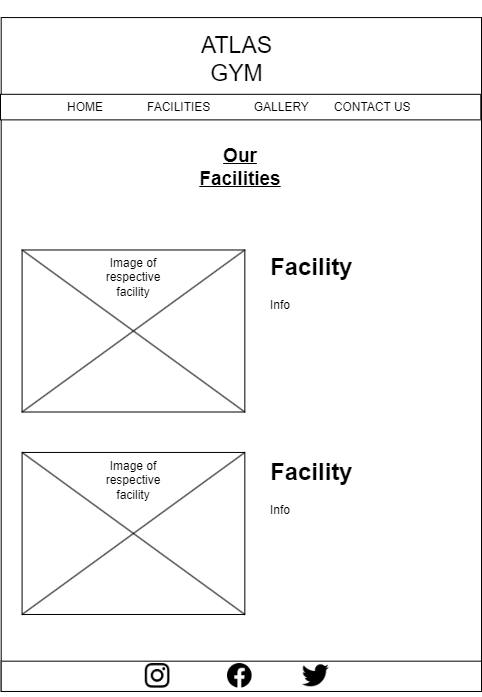 ATLAS
GYM
HOME FACILITIES GALLERY CONTACT US
Our
Facilities
Image of
respective
facility
Facility
Info
Image of
respective
facility
Facility
Info